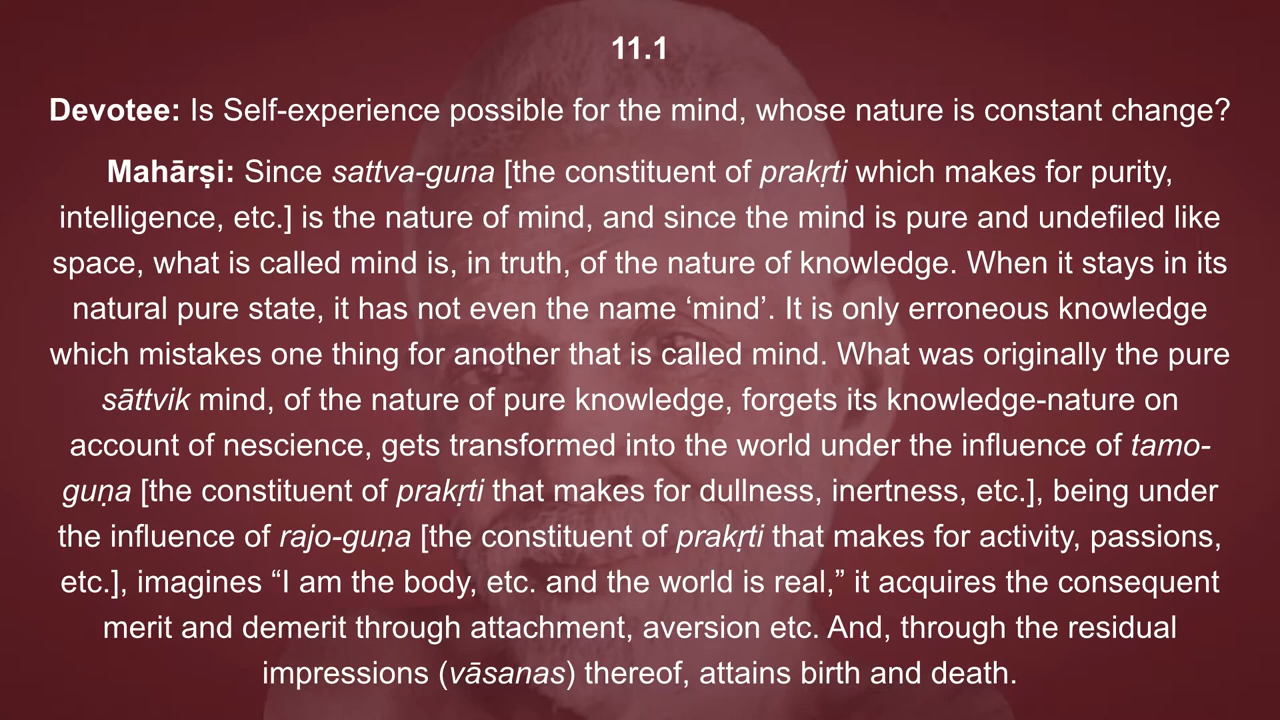 11.1
Devotee: Is Self-experience possible for the mind, whose nature is constant change?
Mahārṣi: Since sattva-guna [the constituent of prakṛti which makes for purity,
intelligence, etc.] is the nature of mind, and since the mind is pure and undefiled like
space, what is called mind is, in truth, of the nature of knowledge. When it stays in its
natural pure state, it has not even the name ‘mind’. It is only erroneous knowledge
which mistakes one thing for another that is called mind. What was originally the pure
sāttvik mind, of the nature of pure knowledge, forgets its knowledge-nature on
account of nescience, gets transformed into the world under the influence of tamo-
guṇa [the constituent of prakṛti that makes for dullness, inertness, etc.], being under
the influence of rajo-guṇa [the constituent of prakṛti that makes for activity, passions,
etc.], imagines “I am the body, etc. and the world is real,” it acquires the consequent
merit and demerit through attachment, aversion etc. And, through the residual
impressions (vāsanas) thereof, attains birth and death.